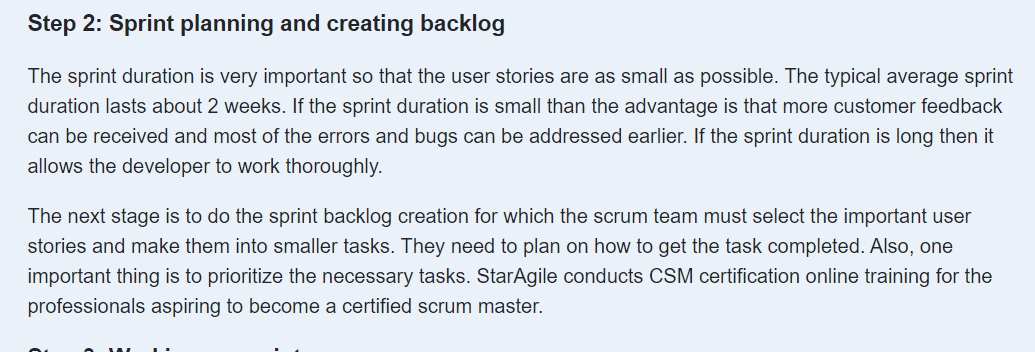 Step 2: Sprint planning and creating backlog
The sprint duration is very important so that the user stories are as small as possible. The typical average sprint
duration lasts about 2 weeks. If the sprint duration is small than the advantage is that more customer feedback
can be received and most of the errors and bugs can be addressed earlier. If the sprint duration is long then it
allows the developer to work thoroughly.
The next stage is to do the sprint backlog creation for which the scrum team must select the important user
stories and make them into smaller tasks. They need to plan on how to get the task completed. Also, one
important thing is to prioritize the necessary tasks. StarAgile conducts CSM certification online training for the
professionals aspiring to become a certified scrum master.